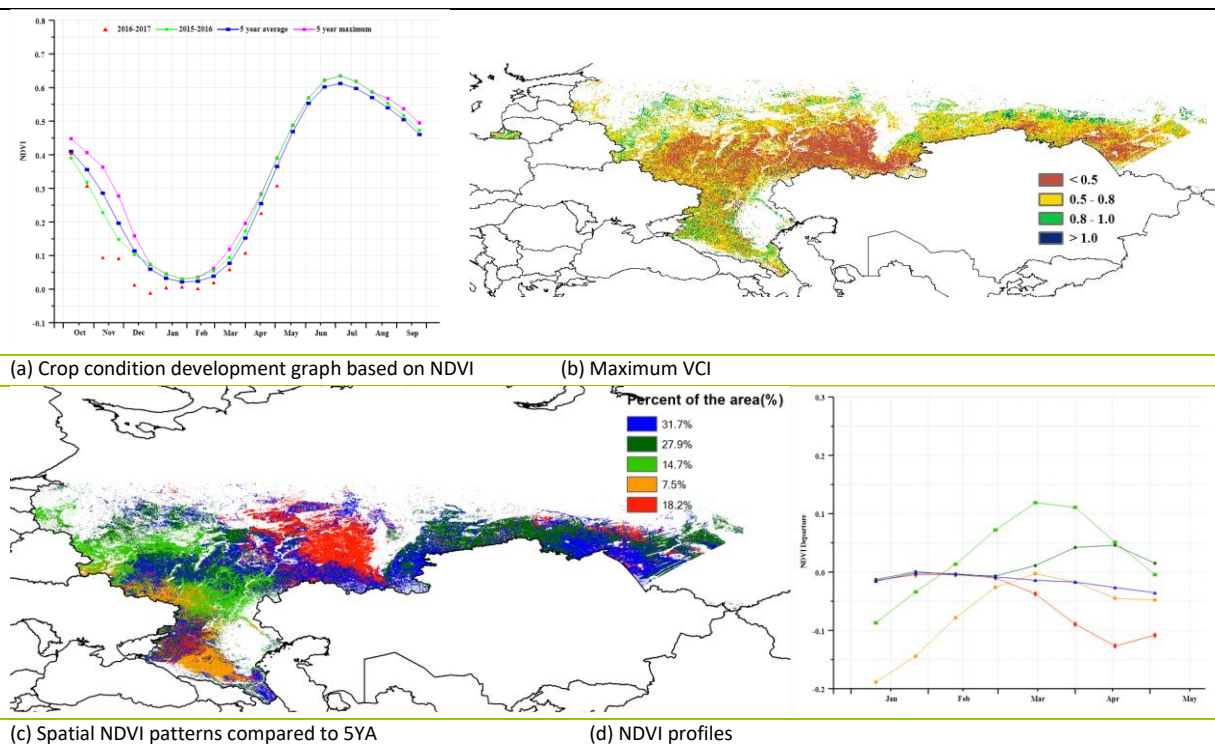 2016-2017 2015-2016 5 year average 5 year maximum
0.8
0.7
0.6
0.5
0.4
0.3
0.2
0.1
0.0
-0.1
NDVI
Oct Nov Dec Jan Feb Mar Apr May Jun Jul Aug Sep
< 0.5
0.5 - 0.8
0.8 - 1.0
> 1.0
(a) Crop condition development graph based on NDVI (b) Maximum VCI
Percent of the area(%)
31.7%
27.9%
14.7%
7.5%
18.2%
0.3
0.2
0.1
0.0
-0.1
-0.2
NDVI Departure
Jan Feb Mar Apr May
(c) Spatial NDVI patterns compared to 5YA (d) NDVI profiles